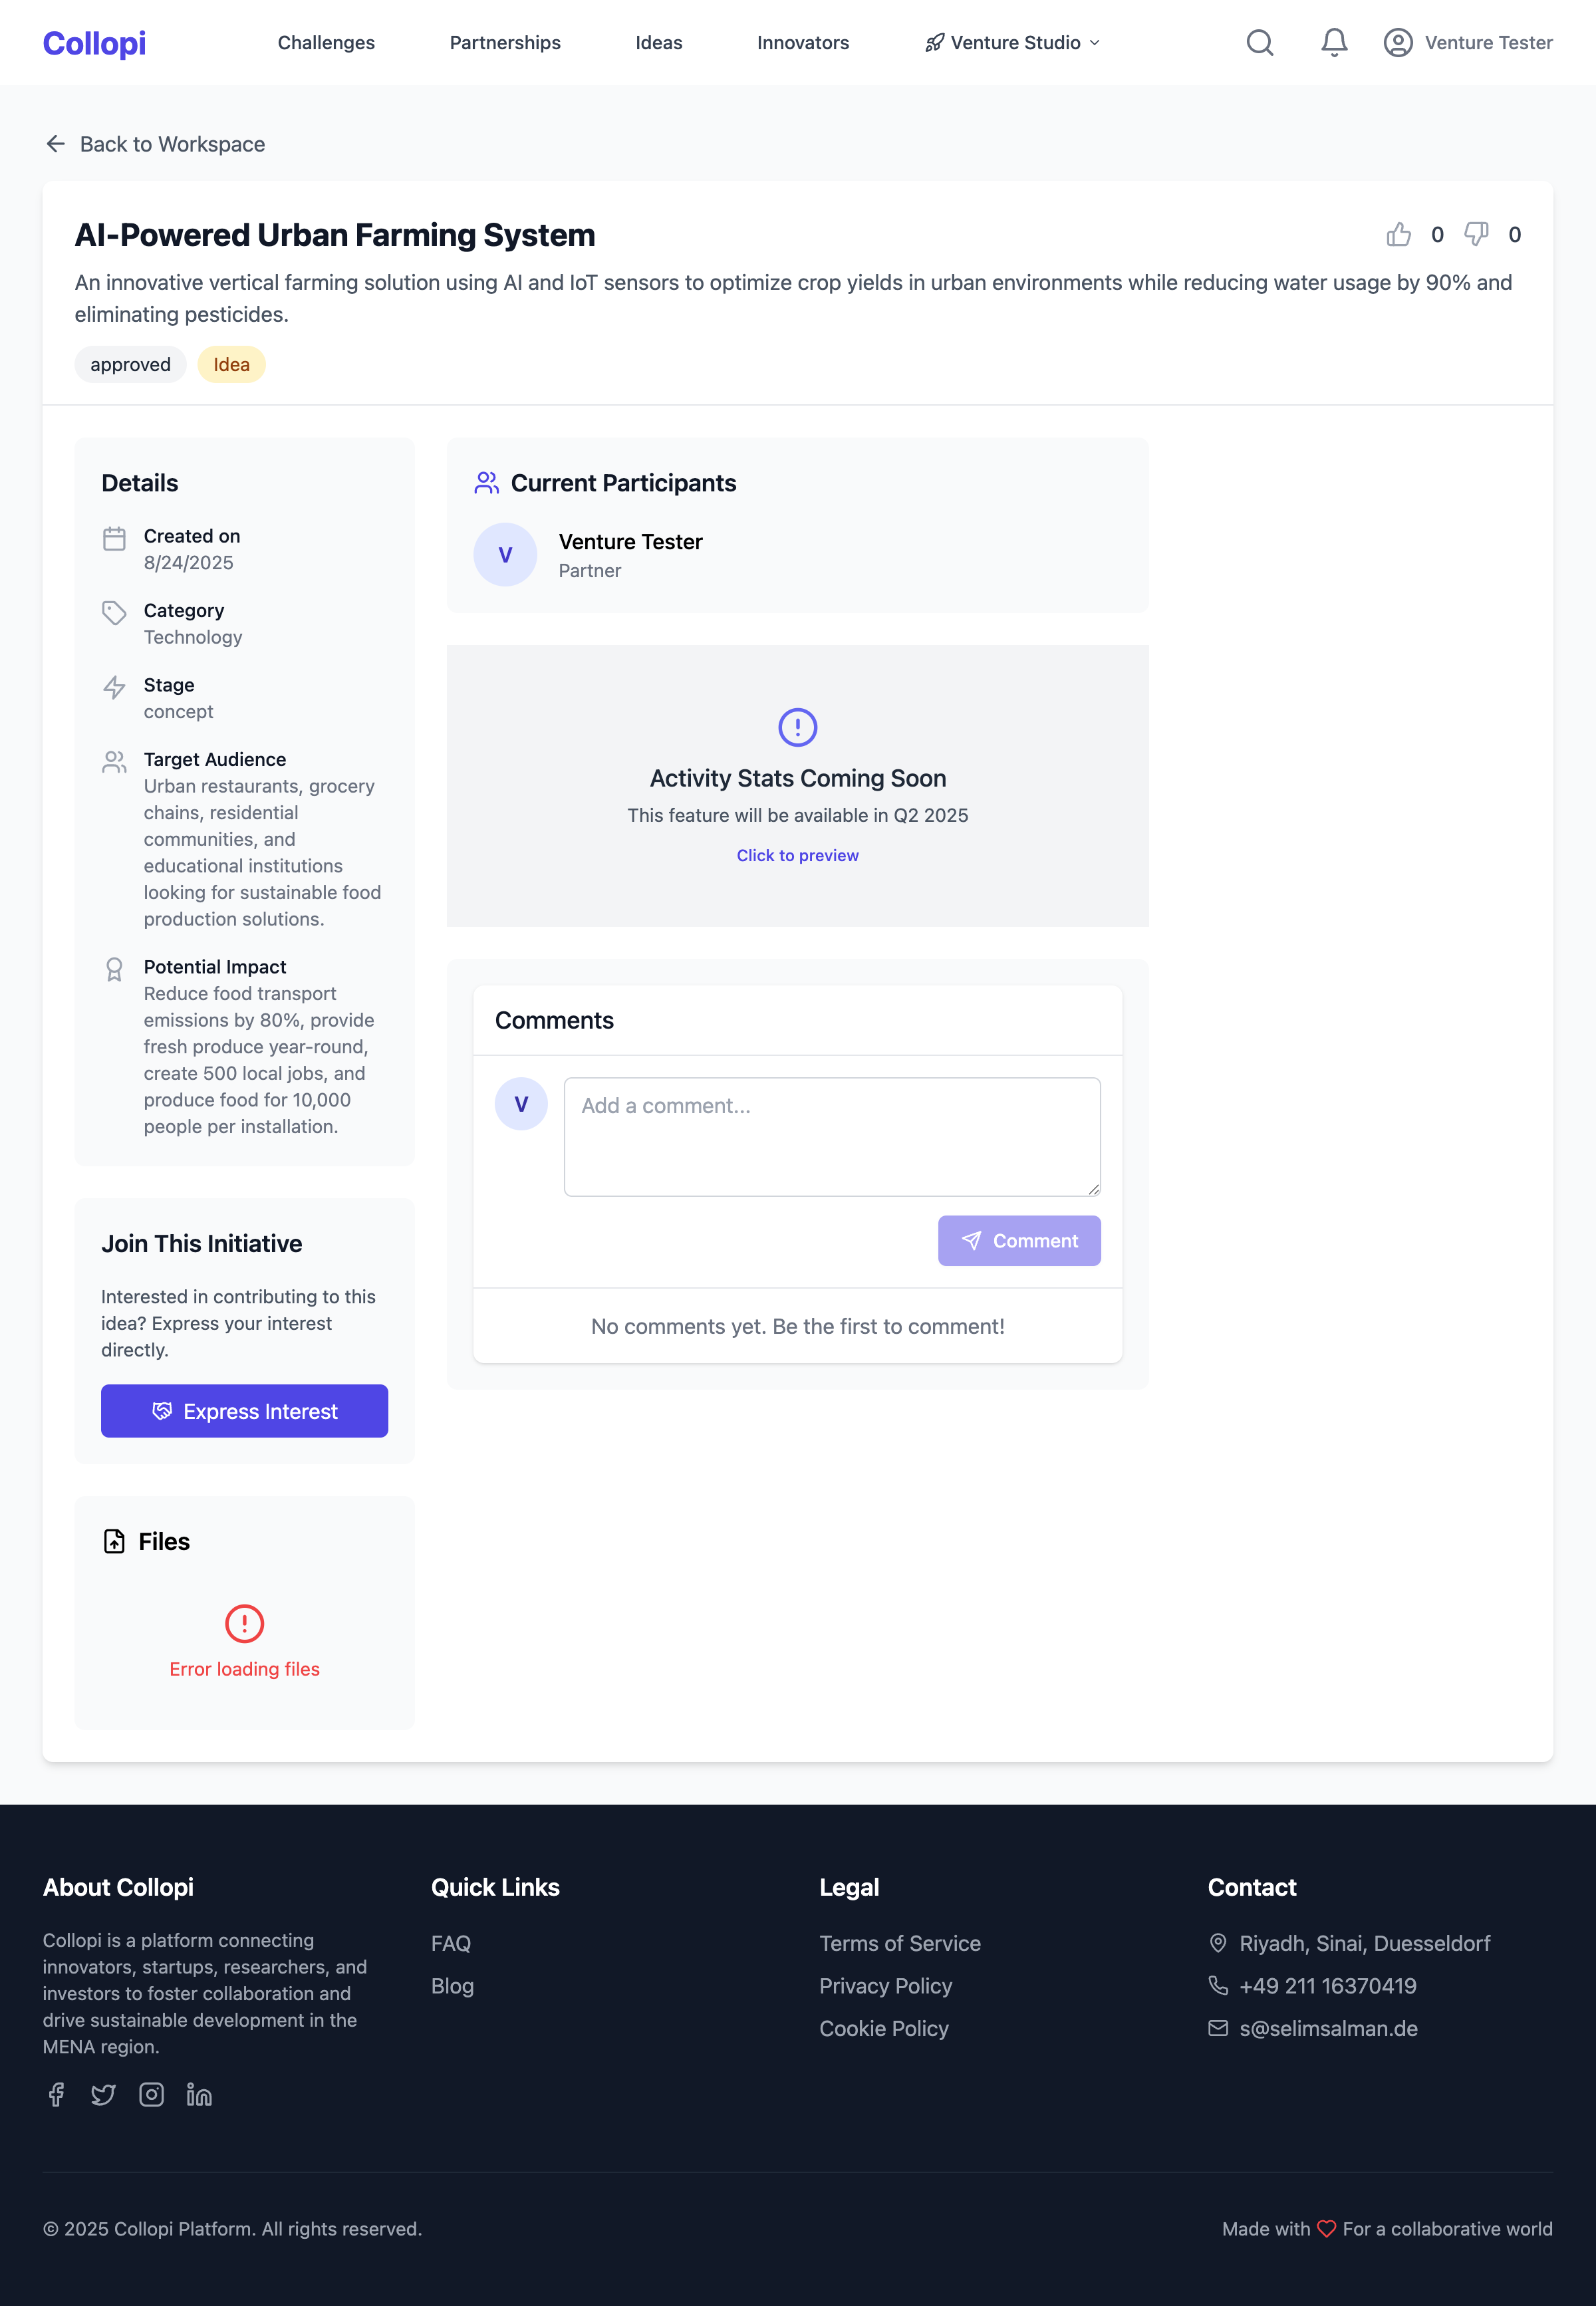 Collopi
Challenges
Partnerships
Ideas
Innovators
Venture Studio
Venture Tester
Back to Workspace
AI-Powered Urban Farming System
0
0
An innovative vertical farming solution using AI and IoT sensors to optimize crop yields in urban environments while reducing water usage by 90% and
eliminating pesticides.
approved
Idea
Details
Created on
8/24/2025
Category
Technology
Stage
concept
Target Audience
Urban restaurants, grocery
chains, residential
communities, and
educational institutions
looking for sustainable food
production solutions.
Potential Impact
Reduce food transport
emissions by 80%, provide
fresh produce year-round,
create 500 local jobs, and
produce food for 10,000
people per installation.
Join This Initiative
Interested in contributing to this
idea? Express your interest
directly.
Express Interest
Files
Error loading files
Current Participants
V
Venture Tester
Partner
Activity Stats Coming Soon
This feature will be available in Q2 2025
Click to preview
Comments
V
Add a comment...
Comment
No comments yet. Be the first to comment!
About Collopi
Collopi is a platform connecting
innovators, startups, researchers, and
investors to foster collaboration and
drive sustainable development in the
MENA region.
Quick Links
FAQ
Blog
Legal
Terms of Service
Privacy Policy
Cookie Policy
Contact
Riyadh, Sinai, Duesseldorf
+49 211 16370419
s@selimsalman.de
© 2025 Collopi Platform. All rights reserved.
Made with For a collaborative world